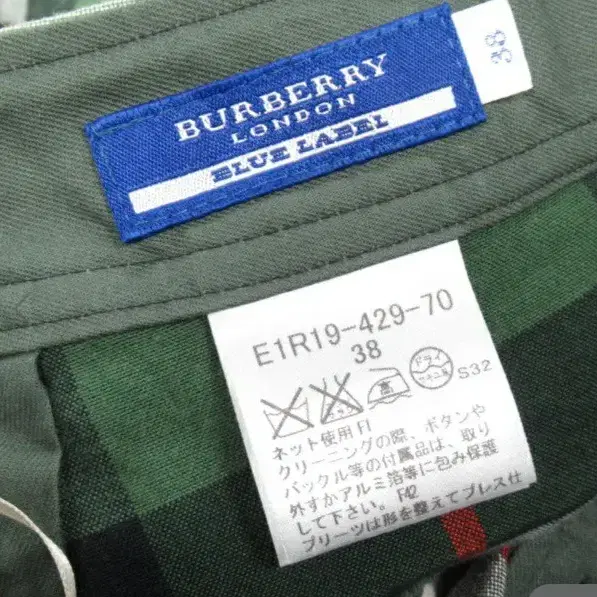 BURBERRY
LONDON
BLUE LABEL
38
E1R19-429-70
38
高
ドライ
S32
ネット使用 FI
クリーニングの際、ボタンや
バックル等の付属品は、取り
外すかアルミ箔等に包み保護
して下さい。 F42
プリーツは形を整えてプレス仕